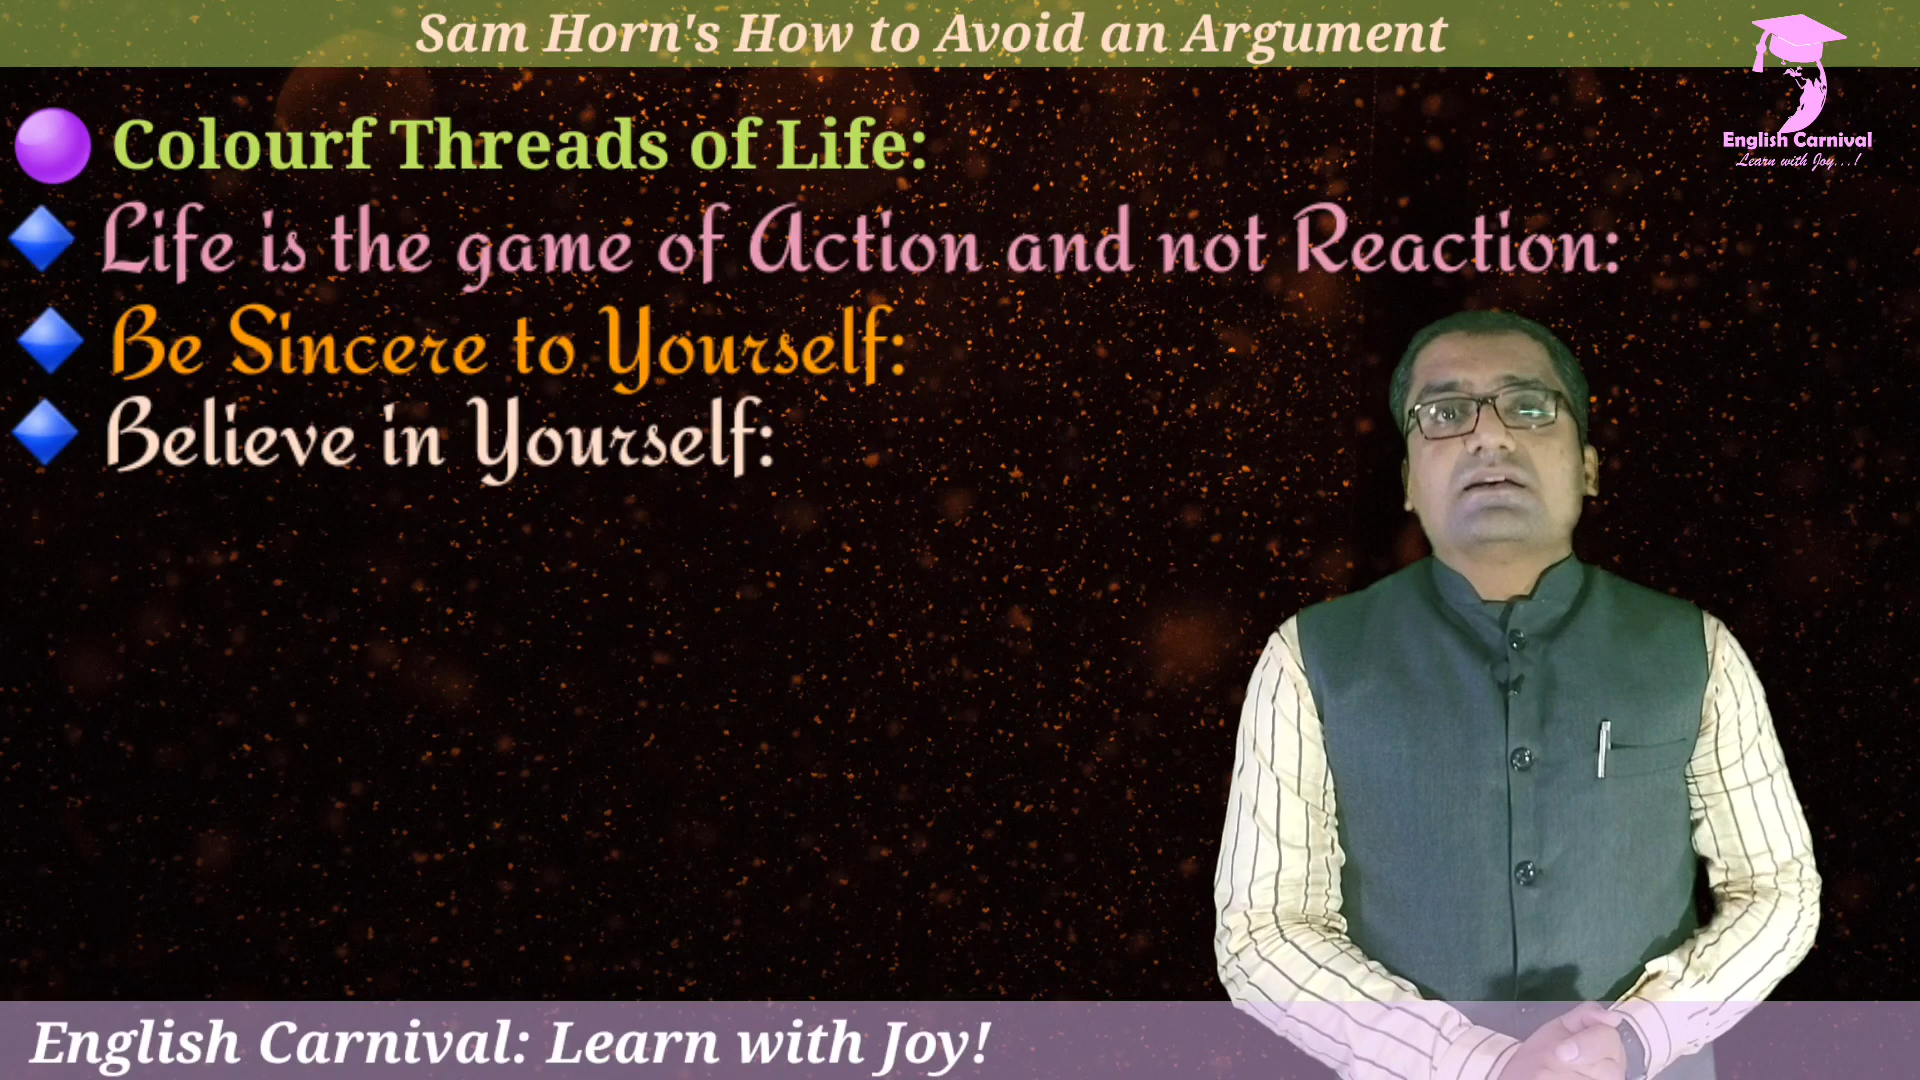 Sam Horn's How to Avoid an Argument
English Carnival
Learn with Joy...!
Colourf Threads of Life:
Life is the game of Action and not Reaction:
Be Sincere to Yourself:
Believe in Yourself:
English Carnival: Learn with Joy!